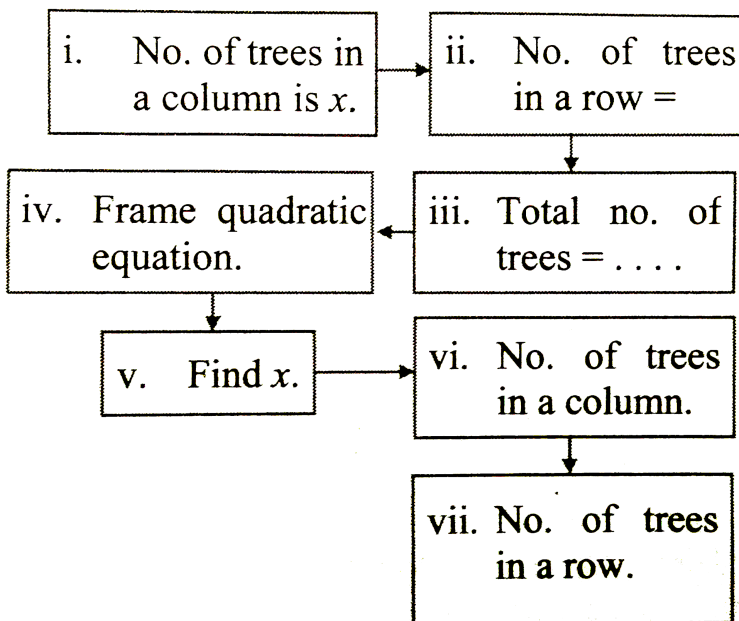 i. No. of trees in
a column is x.
ii. No. of trees
in a row =
iii. Total no. of
trees = . . . .
iv. Frame quadratic
equation.
v. Find x.
vi. No. of trees
in a column.
vii. No. of trees
in a row.